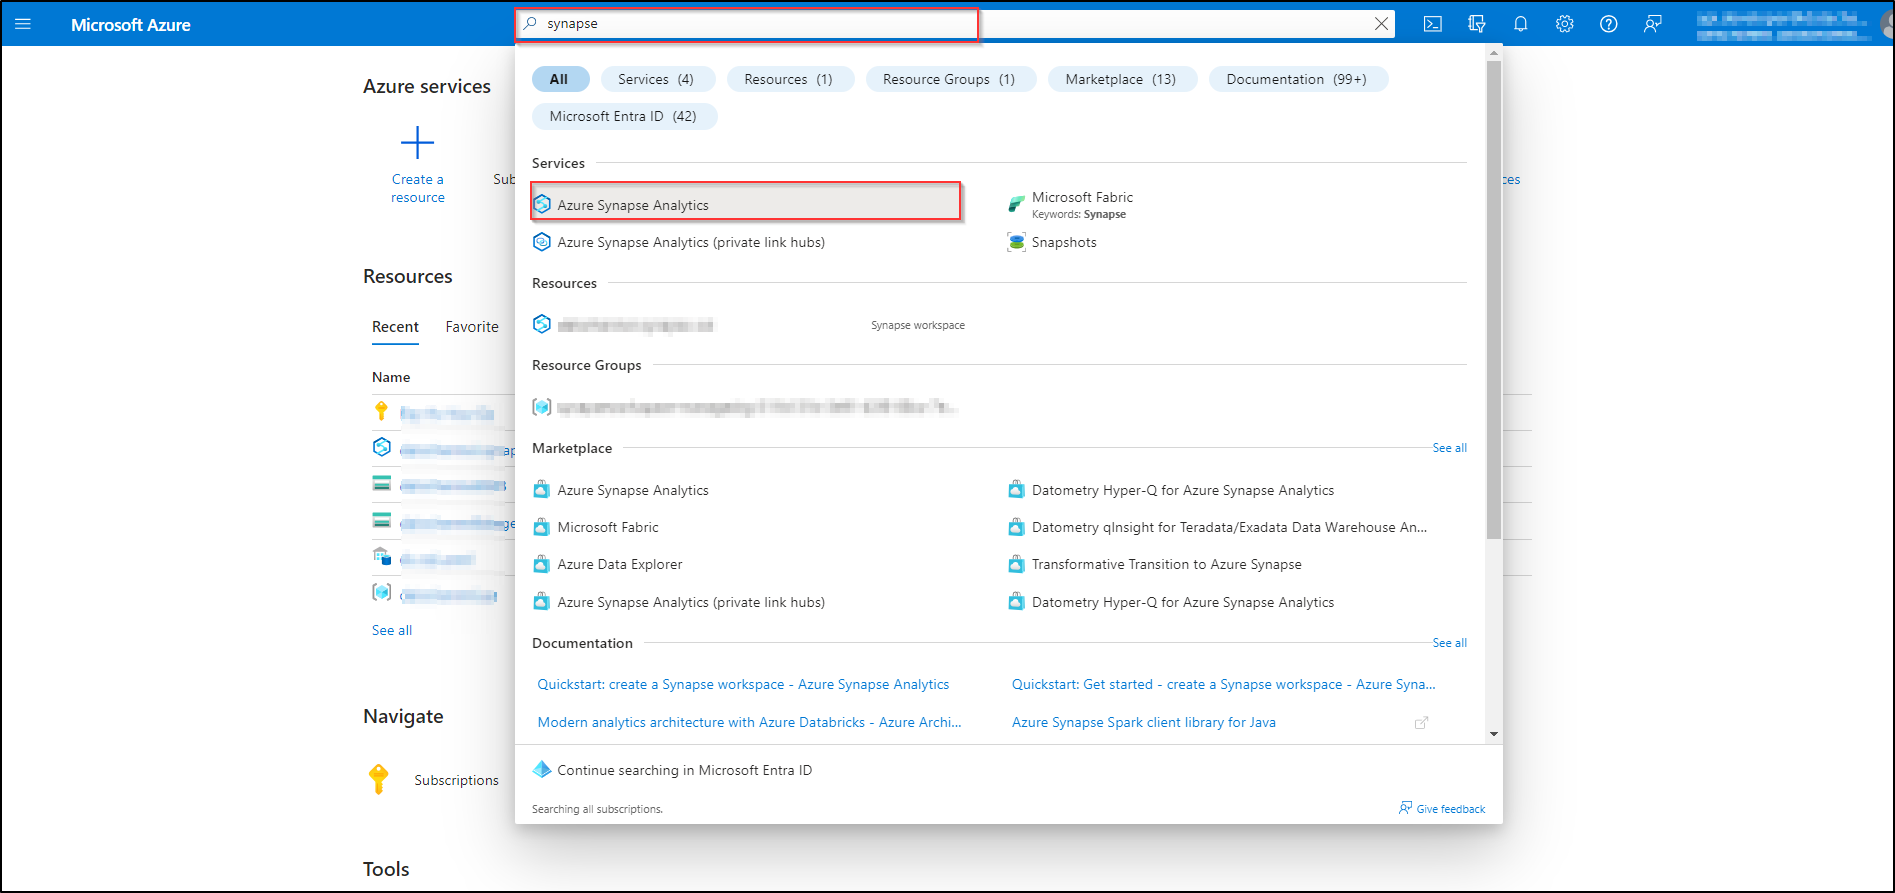 Microsoft Azure
synapse
Azure services
Create a
resource
Sub
ces
All
Services (4)
Resources (1)
Resource Groups (1)
Marketplace (13)
Documentation (99+)
Microsoft Entra ID (42)
Services
Azure Synapse Analytics
Microsoft Fabric
Keywords: Synapse
Azure Synapse Analytics (private link hubs)
Snapshots
Resources
Synapse workspace
Resource Groups
Marketplace
See all
Azure Synapse Analytics
Datometry Hyper-Q for Azure Synapse Analytics
Microsoft Fabric
Datometry qInsight for Teradata/Exadata Data Warehouse An...
Azure Data Explorer
Transformative Transition to Azure Synapse
Azure Synapse Analytics (private link hubs)
Datometry Hyper-Q for Azure Synapse Analytics
Documentation
See all
Quickstart: create a Synapse workspace - Azure Synapse Analytics
Quickstart: Get started - create a Synapse workspace - Azure Syna...
Modern analytics architecture with Azure Databricks - Azure Archi...
Azure Synapse Spark client library for Java
Continue searching in Microsoft Entra ID
Searching all subscriptions.
Give feedback
Resources
Recent
Favorite
Name
See all
Navigate
Subscriptions
Tools